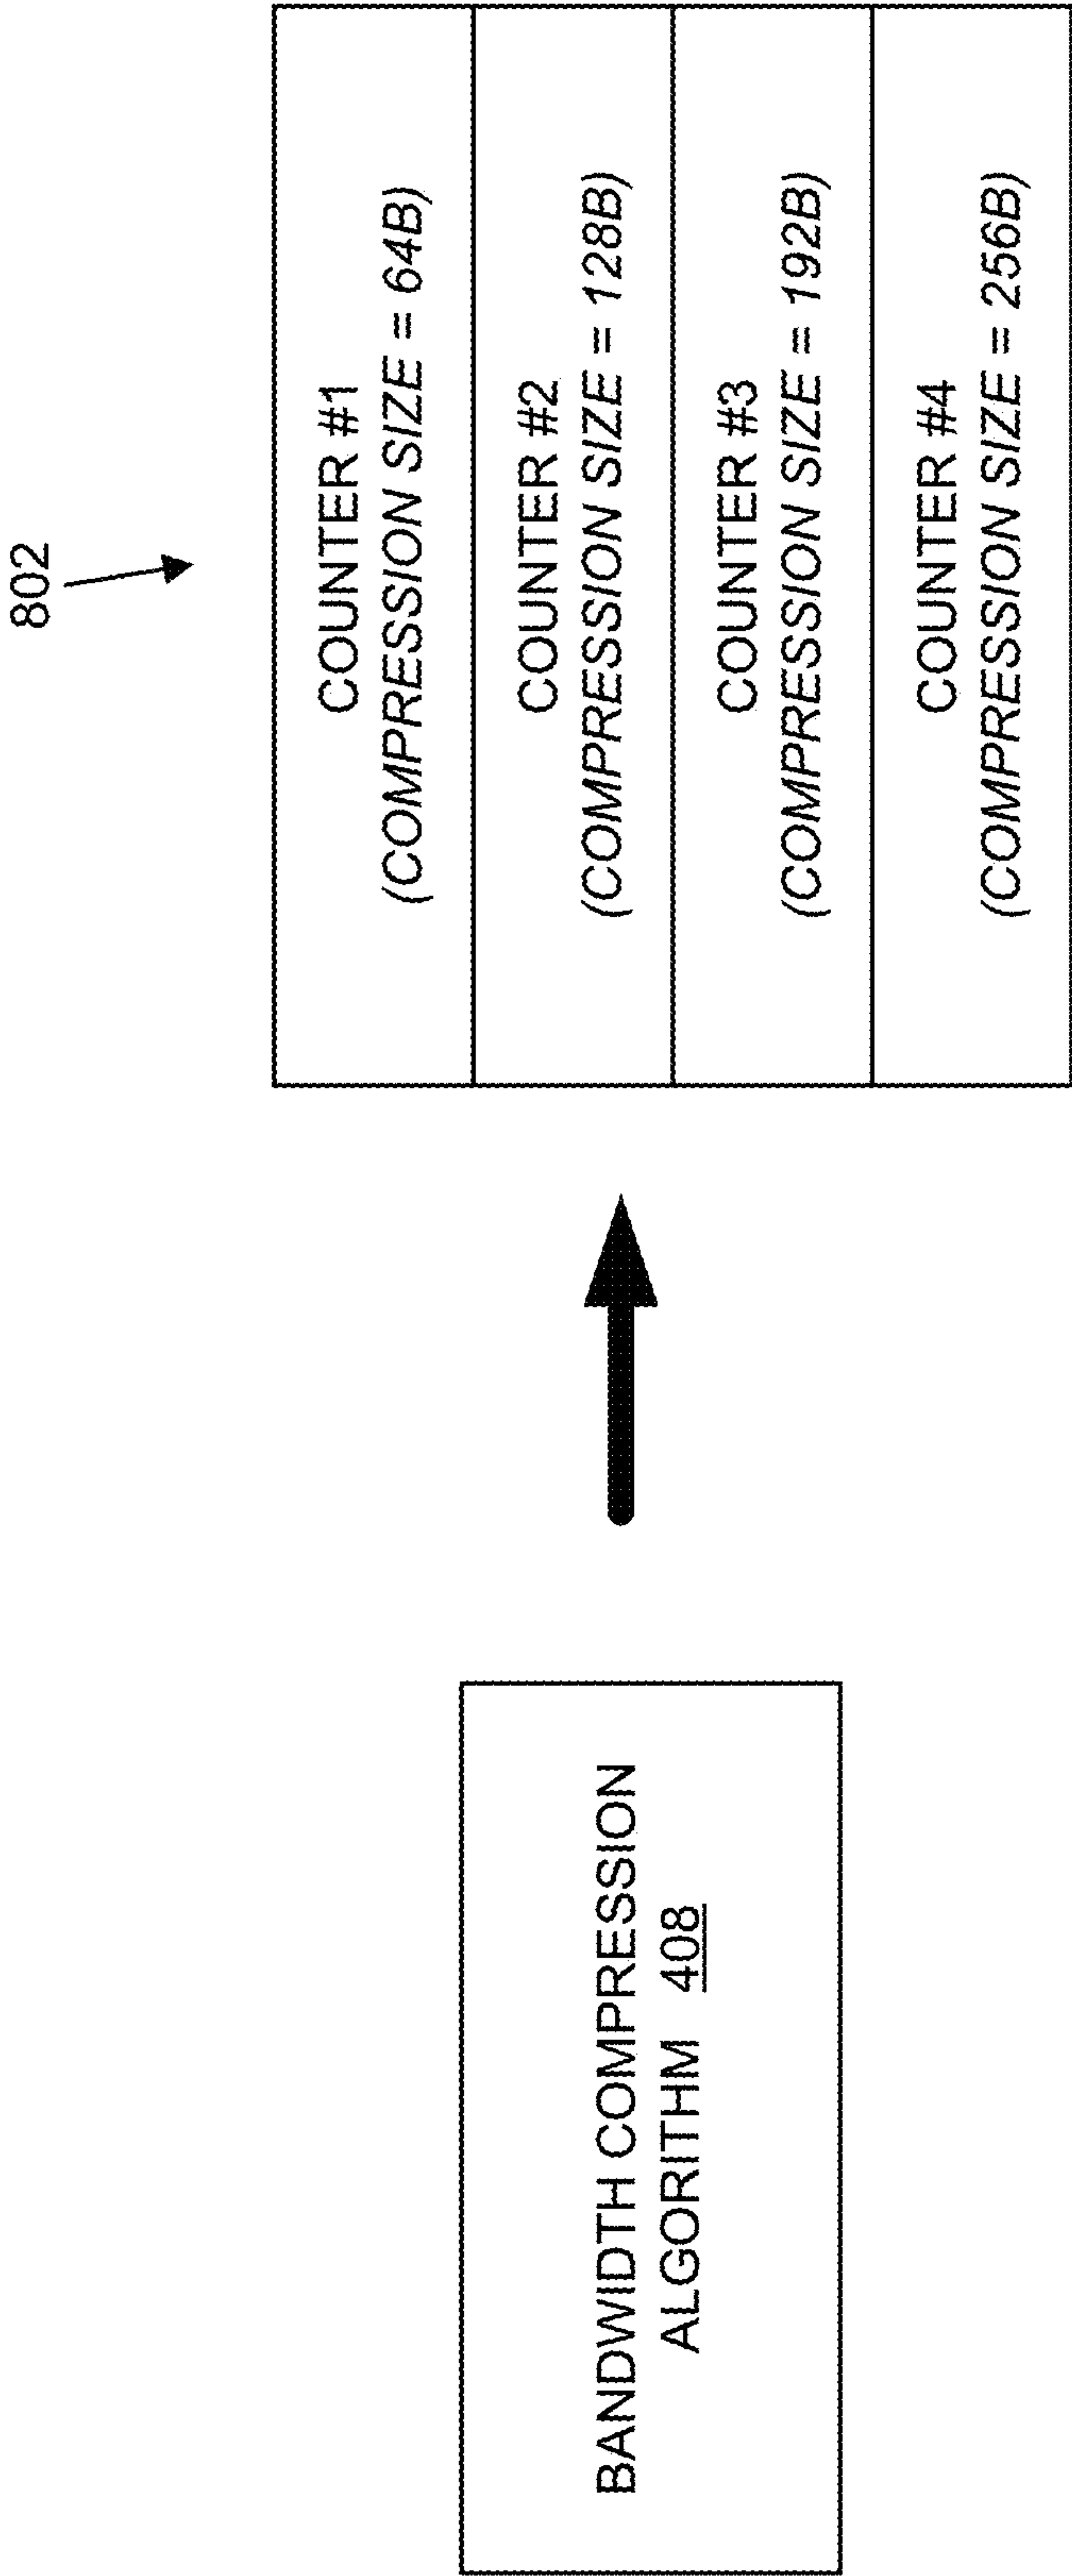 802
BANDWIDTH COMPRESSION
ALGORITHM 408
COUNTER #1
(COMPRESSION SIZE = 64B)
COUNTER #2
(COMPRESSION SIZE = 128B)
COUNTER #3
(COMPRESSION SIZE = 192B)
COUNTER #4
(COMPRESSION SIZE = 256B)